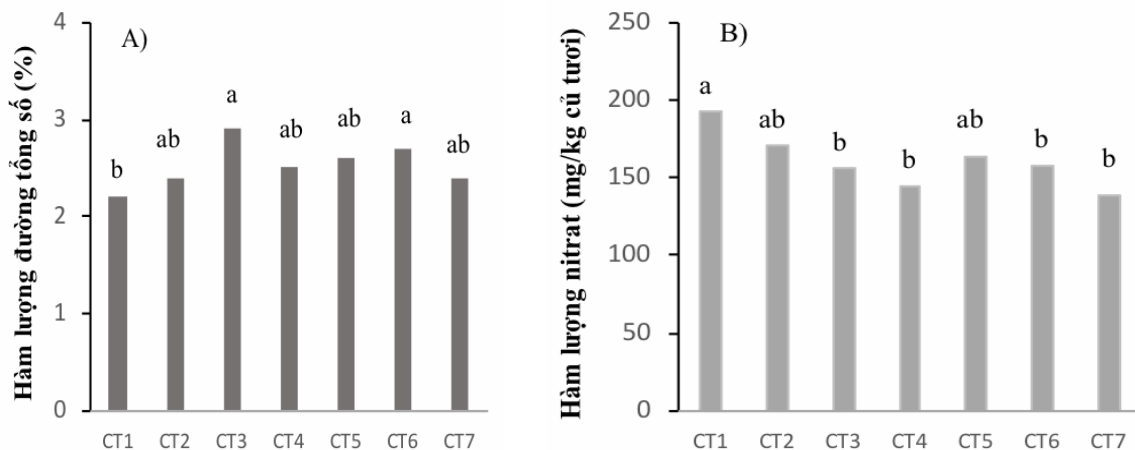 Hàm lượng đường tổng số (%)
A)
4
3
2
1
0
b
ab
a
ab
ab
a
ab
CT1 CT2 CT3 CT4 CT5 CT6 CT7
Hàm lượng nitrat (mg/kg củ tươi)
B)
250
200
150
100
50
0
a
ab
b
b
ab
b
b
CT1 CT2 CT3 CT4 CT5 CT6 CT7